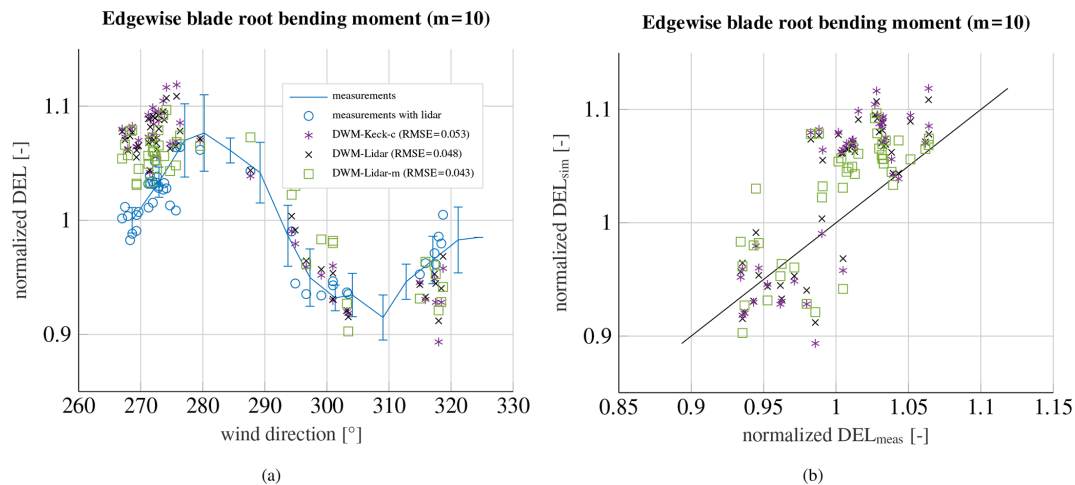 Edgewise blade root bending moment (m=10)
normalized DEL [-]
1.1
1
0.9
260 270 280 290 300 310 320 330
wind direction [°]
measurements
measurements with lidar
DWM-Keck-c (RMSE=0.053)
DWM-Lidar (RMSE=0.048)
DWM-Lidar-m (RMSE=0.043)
(a)
Edgewise blade root bending moment (m=10)
normalized DELsim [-]
1.1
1
0.9
0.85 0.9 0.95 1 1.05 1.1 1.15
normalized DELmeas [-]
(b)